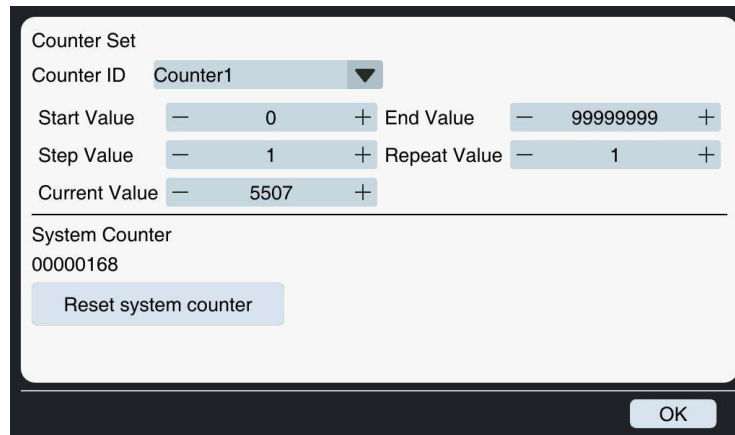 Counter Set
Counter ID Counter1
Start Value — 0 + End Value — 99999999 +
Step Value — 1 + Repeat Value — 1 +
Current Value — 5507 +
System Counter
00000168
Reset system counter
OK